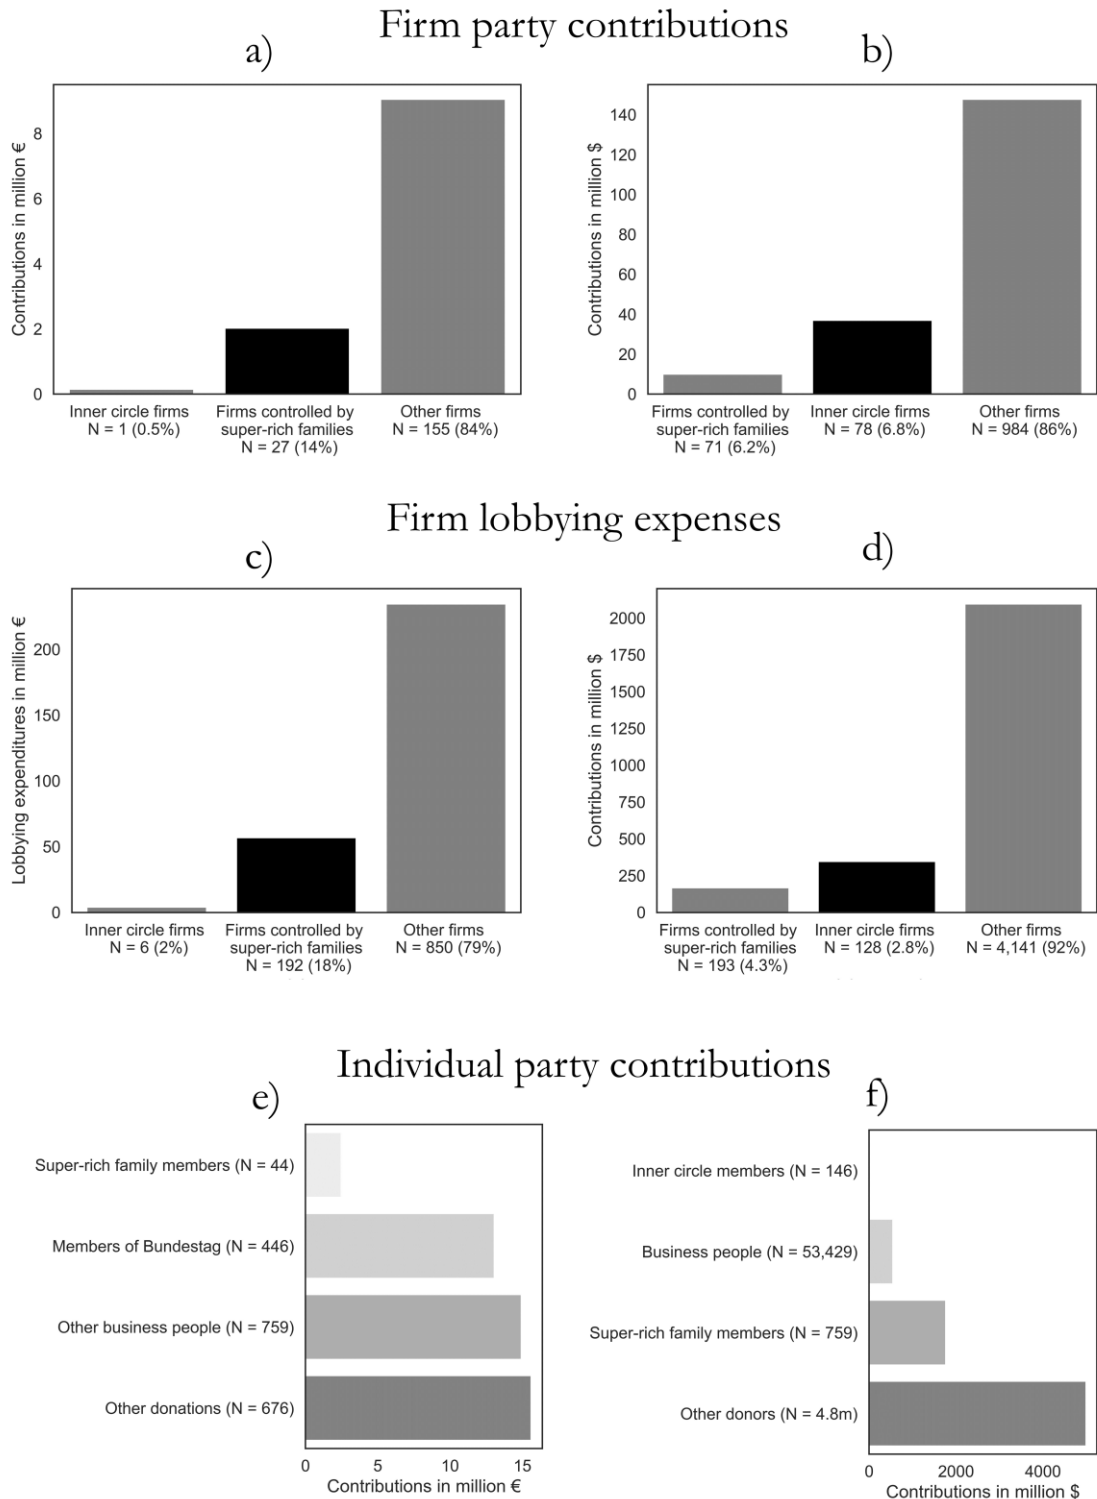 Firm party contributions
a)
Contributions in million €
8
6
4
2
0
Inner circle firms
N = 1 (0.5%)
Firms controlled by
super-rich families
N = 27 (14%)
Other firms
N = 155 (84%)
b)
Contributions in million $
140
120
100
80
60
40
20
0
Firms controlled by
super-rich families
N = 71 (6.2%)
Inner circle firms
N = 78 (6.8%)
Other firms
N = 984 (86%)
Firm lobbying expenses
c)
Lobbying expenditures in million €
200
150
100
50
0
Inner circle firms
N = 6 (2%)
Firms controlled by
super-rich families
N = 192 (18%)
Other firms
N = 850 (79%)
d)
Contributions in million $
2000
1750
1500
1250
1000
750
500
250
0
Firms controlled by
super-rich families
N = 193 (4.3%)
Inner circle firms
N = 128 (2.8%)
Other firms
N = 4,141 (92%)
Individual party contributions
e)
Super-rich family members (N = 44)
Members of Bundestag (N = 446)
Other business people (N = 759)
Other donations (N = 676)
0 5 10 15
Contributions in million €
f)
Inner circle members (N = 146)
Business people (N = 53,429)
Super-rich family members (N = 759)
Other donors (N = 4.8m)
0 2000 4000
Contributions in million $